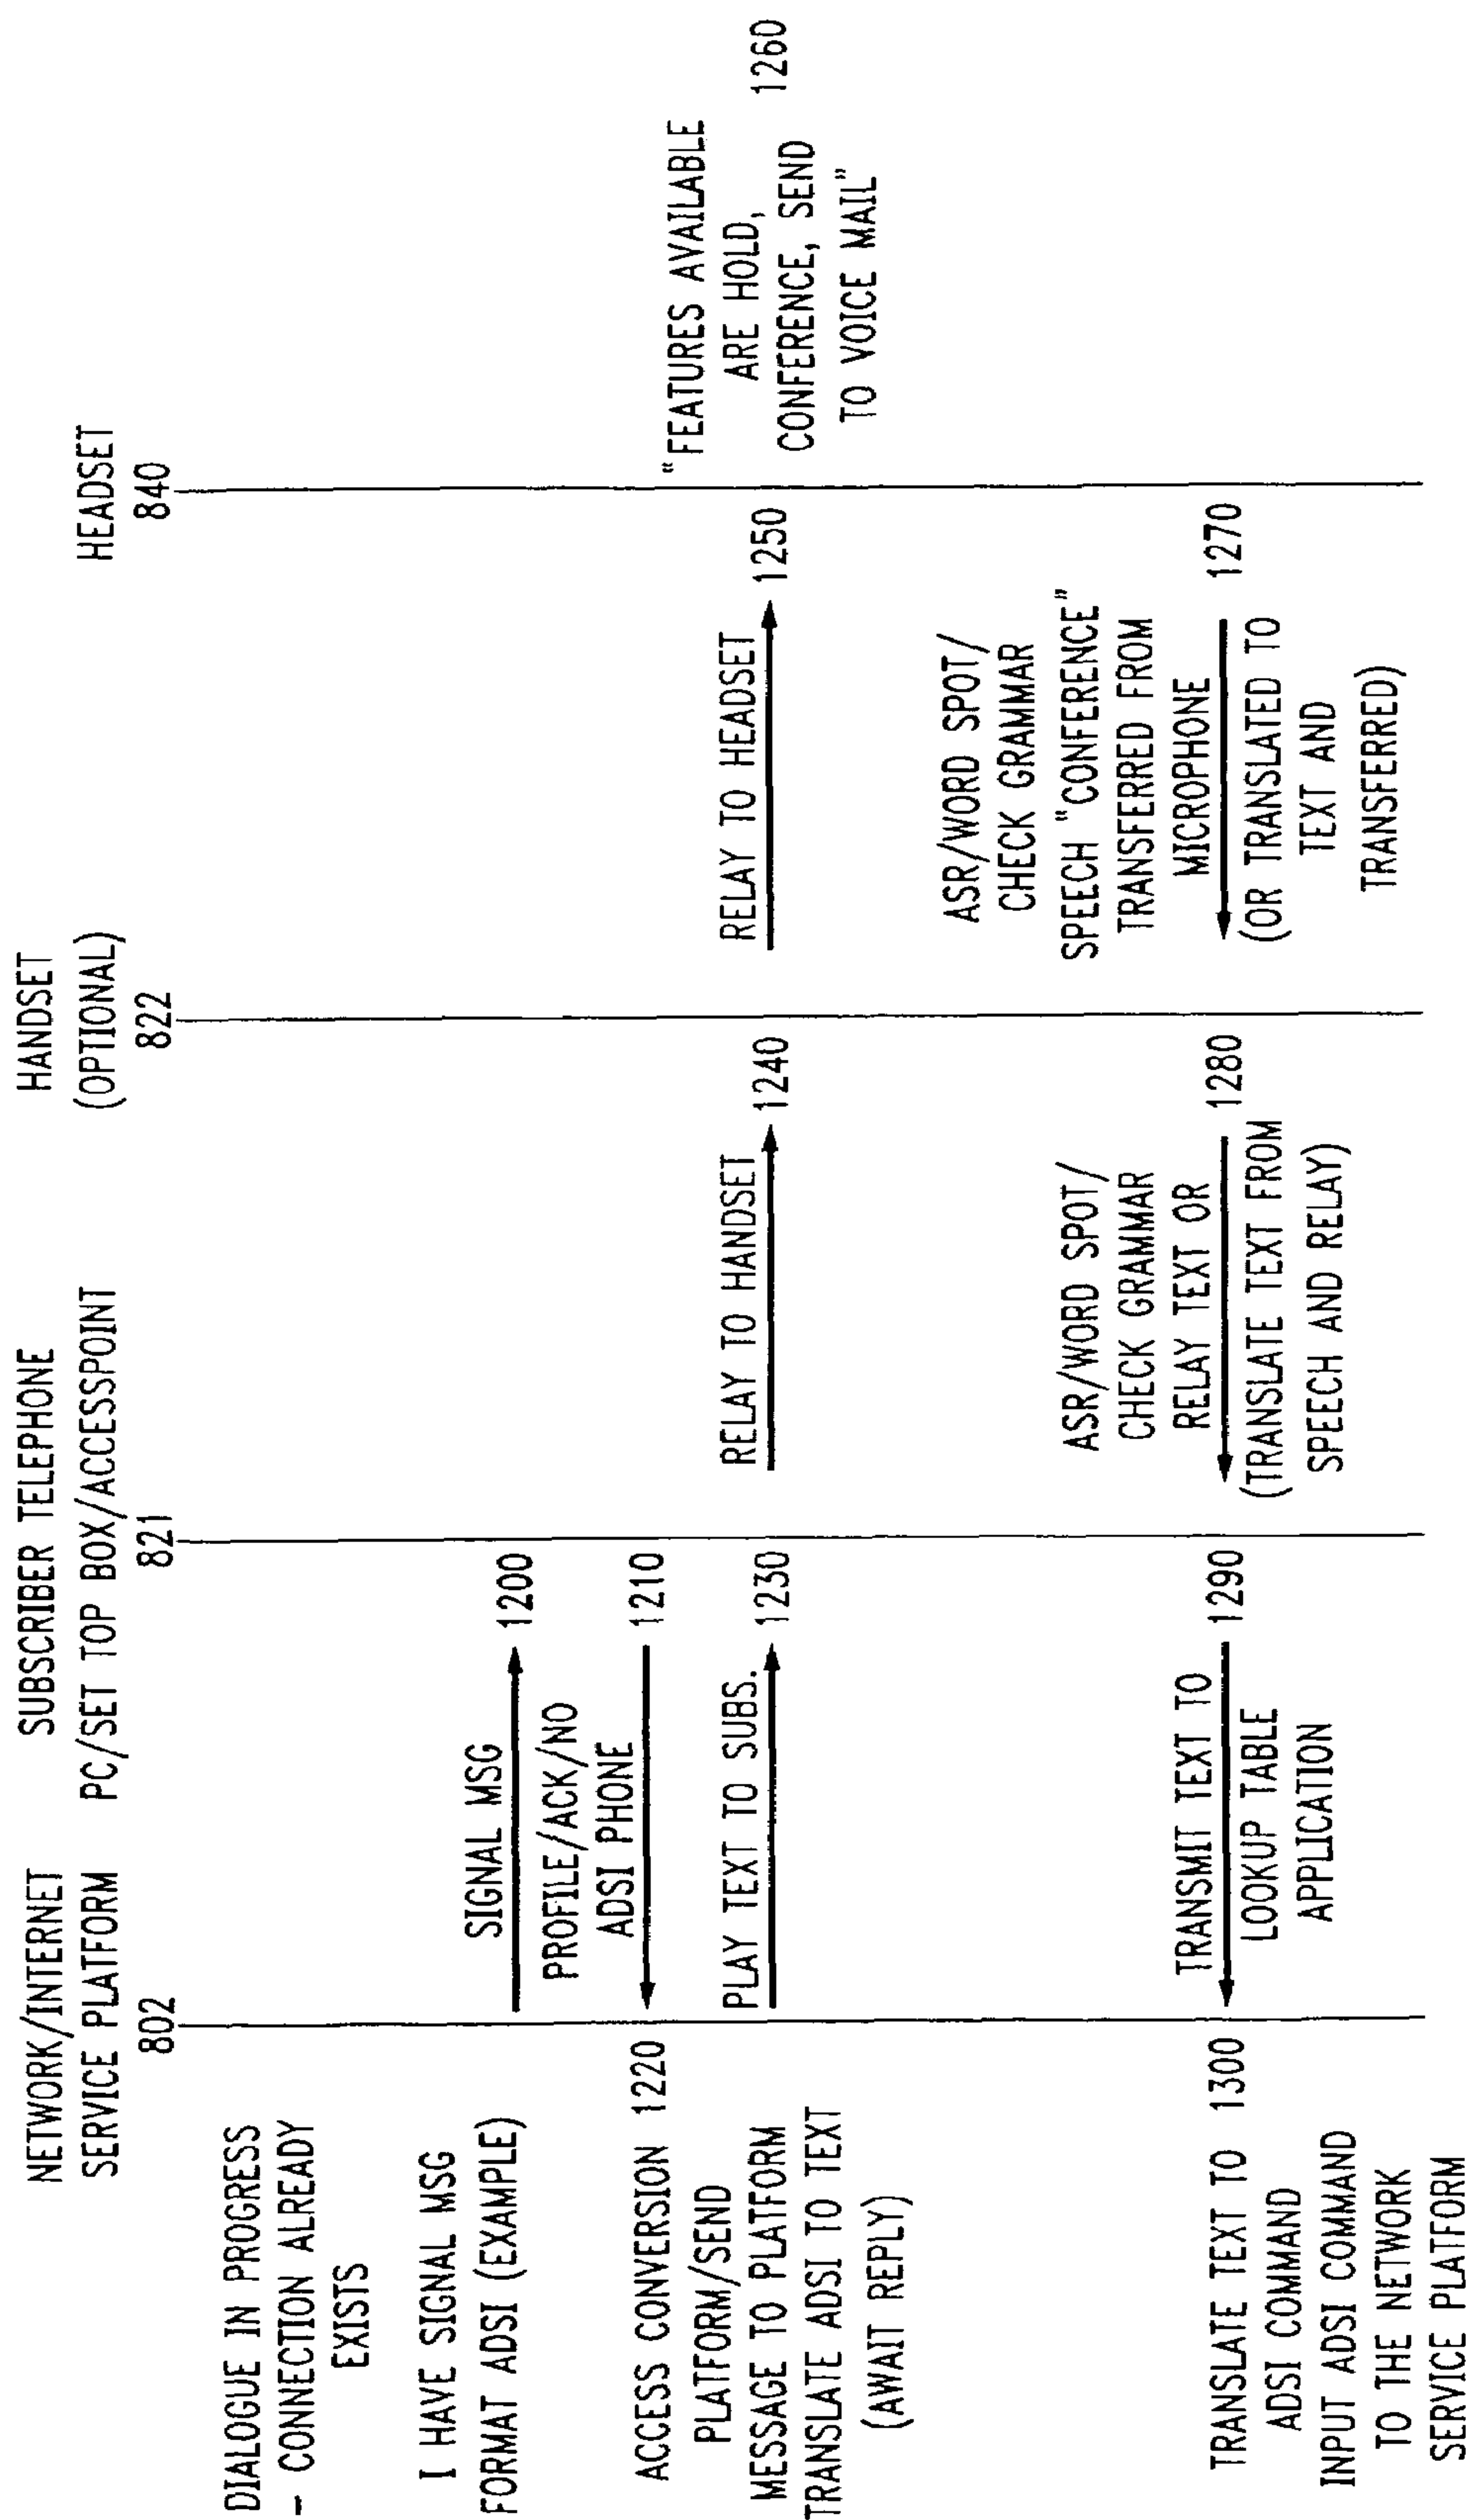 NETWORK/INTERNET
SERVICE PLATFORM
802
SUBSCRIBER TELEPHONE
PC/SET TOP BOX/ACCESSPOINT
821
HANDSET
(OPTIONAL)
822
HEADSET
840
DIALOGUE IN PROGRESS
- CONNECTION ALREADY
EXISTS
I HAVE SIGNAL MSG
FORMAT ADSI (EXAMPLE)
SIGNAL MSG
1200
PROFILE/ACK/NO
ADSI PHONE
1210
ACCESS CONVERSION 1220
PLATFORM/SEND
MESSAGE TO PLATFORM
TRANSLATE ADSI TO TEXT
(AWAIT REPLY)
PLAY TEXT TO SUBS.
1230
RELAY TO HANDSET
1240
RELAY TO HEADSET
1250
"FEATURES AVAILABLE
ARE HOLD,
CONFERENCE, SEND 1260
TO VOICE MAIL"
ASR/WORD SPOT/
CHECK GRAMMAR
SPEECH "CONFERENCE"
TRANSFERRED FROM
MICROPHONE
1270
(OR TRANSLATED TO
TEXT AND
TRANSFERRED)
ASR/WORD SPOT/
CHECK GRAMMAR
RELAY TEXT OR
1280
(TRANSLATE TEXT FROM
SPEECH AND RELAY)
TRANSMIT TEXT TO
1290
LOOKUP TABLE
APPLICATION
TRANSLATE TEXT TO 1300
ADSI COMMAND
INPUT ADSI COMMAND
TO THE NETWORK
SERVICE PLATFORM